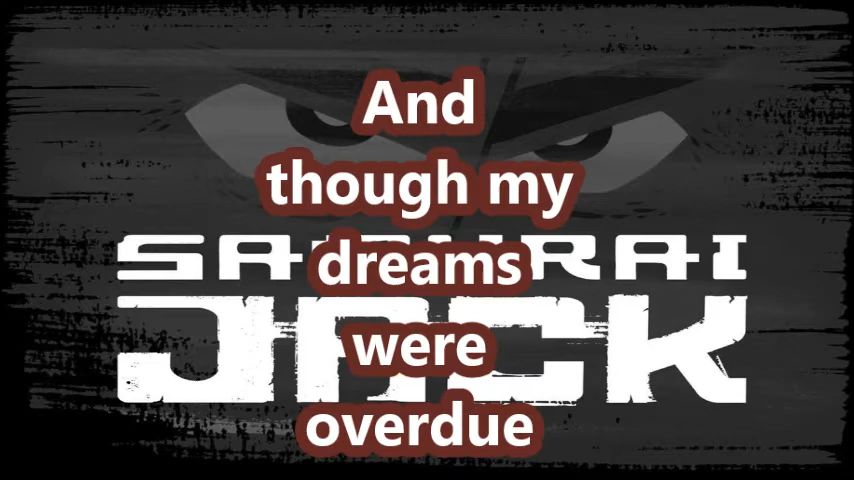 And
though my
SAMURAI
dreams
JACK
were
overdue